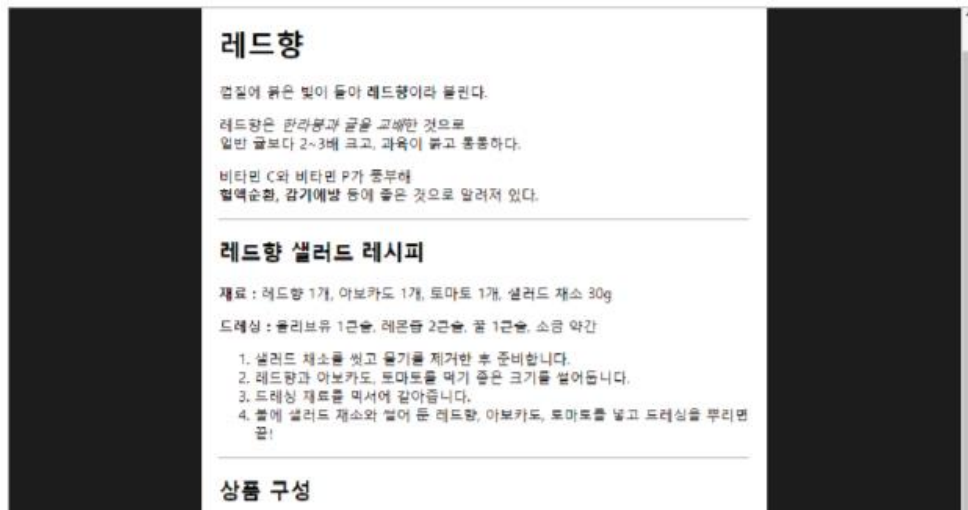 레드향
껍질에 붉은 빛이 돌아 레드향이라 불린다.
레드향은 한라봉과 귤을 교배한 것으로
일반 귤보다 2~3배 크고, 과육이 붉고 통통하다.
비타민 C와 비타민 P가 풍부해
혈액순환, 감기예방 등에 좋은 것으로 알려져 있다.
레드향 샐러드 레시피
재료 : 레드향 1개, 아보카도 1개, 토마토 1개, 샐러드 채소 30g
드레싱 : 올리브유 1큰술, 레몬즙 2큰술, 꿀 1큰술, 소금 약간
1. 샐러드 채소를 씻고 물기를 제거한 후 준비합니다.
2. 레드향과 아보카도, 토마토를 먹기 좋은 크기를 썰어둡니다.
3. 드레싱 재료를 믹서에 갈아줍니다.
4. 볼에 샐러드 채소와 썰어 둔 레드향, 아보카도, 토마토를 넣고 드레싱을 뿌리면
끝!
상품 구성